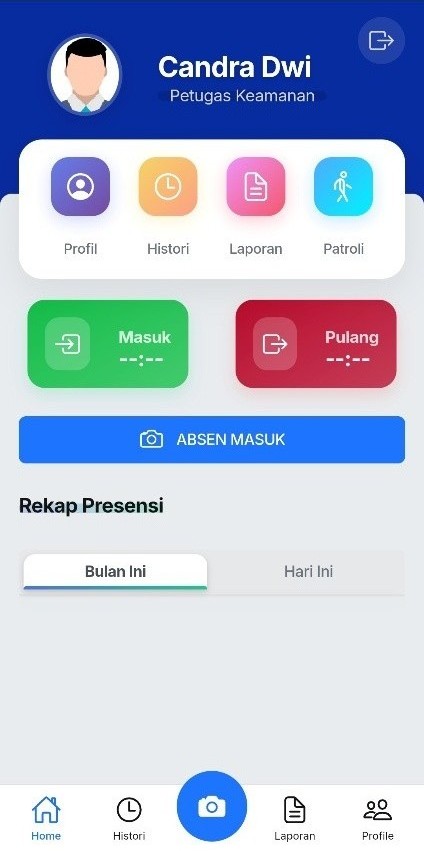 Candra Dwi
Petugas Keamanan
Profil Histori Laporan Patroli
Masuk
--:--
Pulang
--:--
ABSEN MASUK
Rekap Presensi
Bulan Ini Hari Ini
Home Histori Laporan Profile